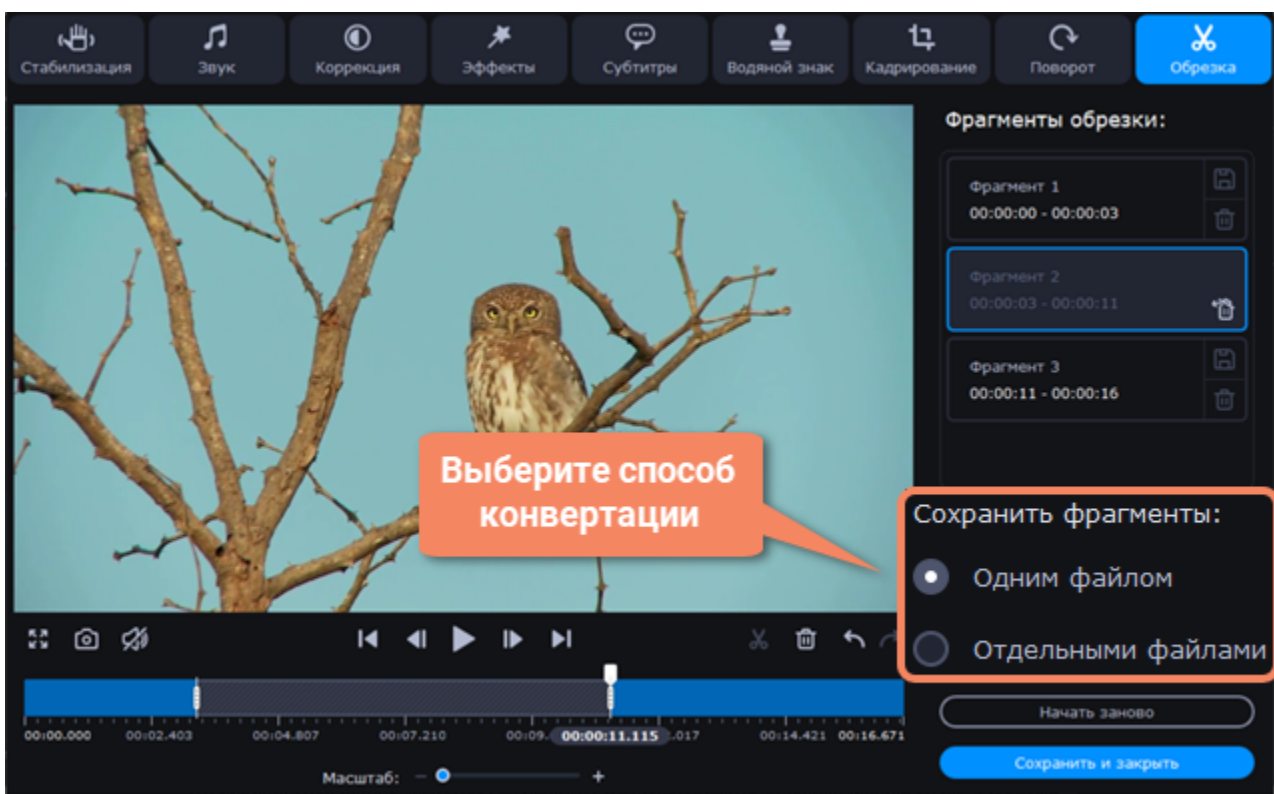 Стабилизация
Звук
Коррекция
Эффекты
Субтитры
Водяной знак
Кадрирование
Поворот
Обрезка
Фрагменты обрезки:
Фрагмент 1
00:00:00 - 00:00:03
Фрагмент 2
00:00:03 - 00:00:11
Фрагмент 3
00:00:11 - 00:00:16
Выберите способ
конвертации
Сохранить фрагменты:
Одним файлом
Отдельными файлами
00:00.000 00:02.403 00:04.807 00:07.210 00:09. 00:00:11.115 .017 00:14.421 00:16.671
Масштаб: − +
Начать заново
Сохранить и закрыть